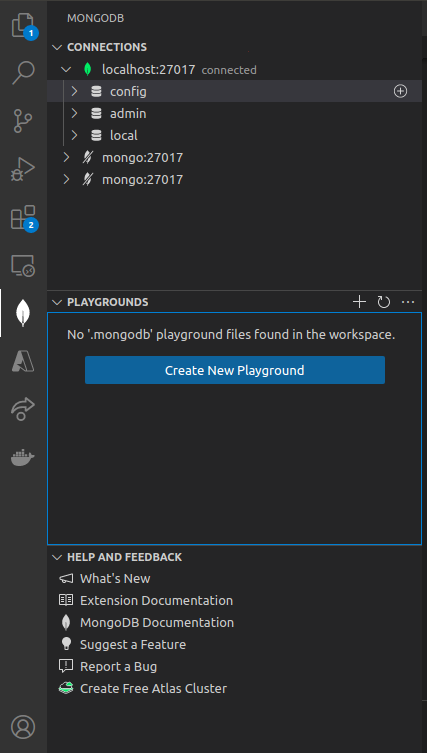 MONGODB
1
CONNECTIONS
localhost:27017 connected
config
admin
local
mongo:27017
2
mongo:27017
PLAYGROUNDS
No '.mongodb' playground files found in the workspace.
Create New Playground
HELP AND FEEDBACK
What's New
Extension Documentation
MongoDB Documentation
Suggest a Feature
Report a Bug
Create Free Atlas Cluster